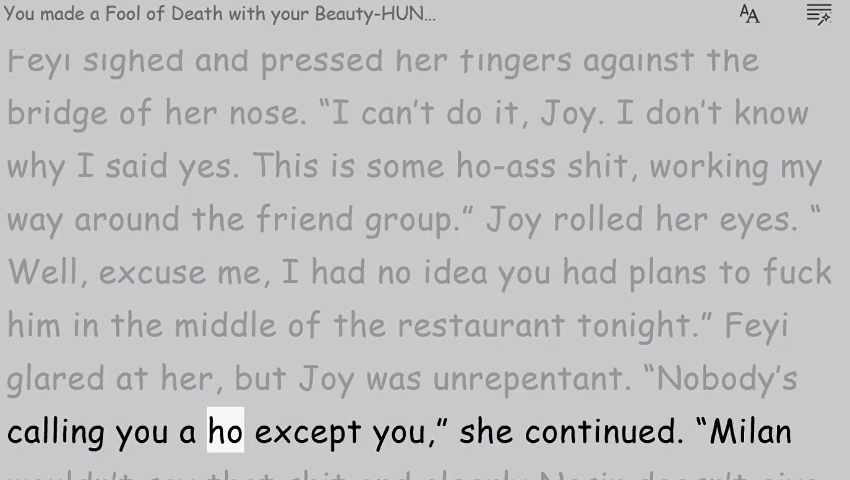 You made a Fool of Death with your Beauty-HUN...
Feyi sighed and pressed her fingers against the
bridge of her nose. “I can’t do it, Joy. I don’t know
why I said yes. This is some ho-ass shit, working my
way around the friend group.” Joy rolled her eyes. “
Well, excuse me, I had no idea you had plans to fuck
him in the middle of the restaurant tonight.” Feyi
glared at her, but Joy was unrepentant. “Nobody’s
calling you a ho except you,” she continued. “Milan